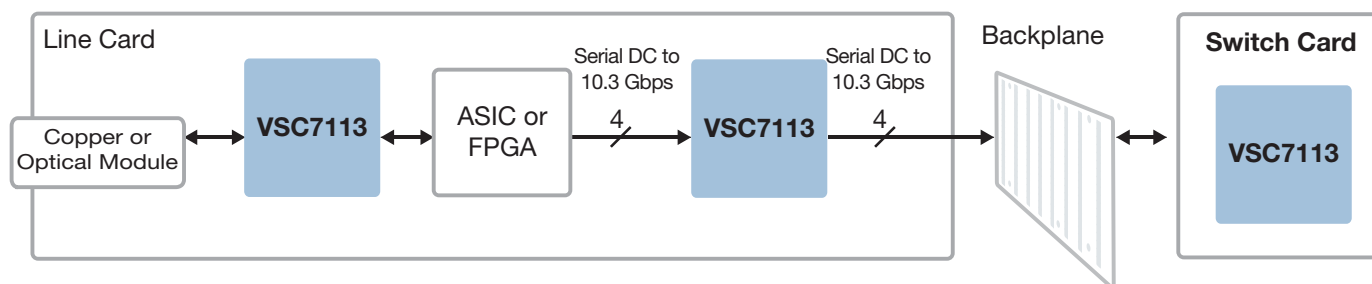 Line Card
Copper or
Optical Module
VSC7113
ASIC or
FPGA
Serial DC to
10.3 Gbps
4
VSC7113
Serial DC to
10.3 Gbps
4
Backplane
Switch Card
VSC7113